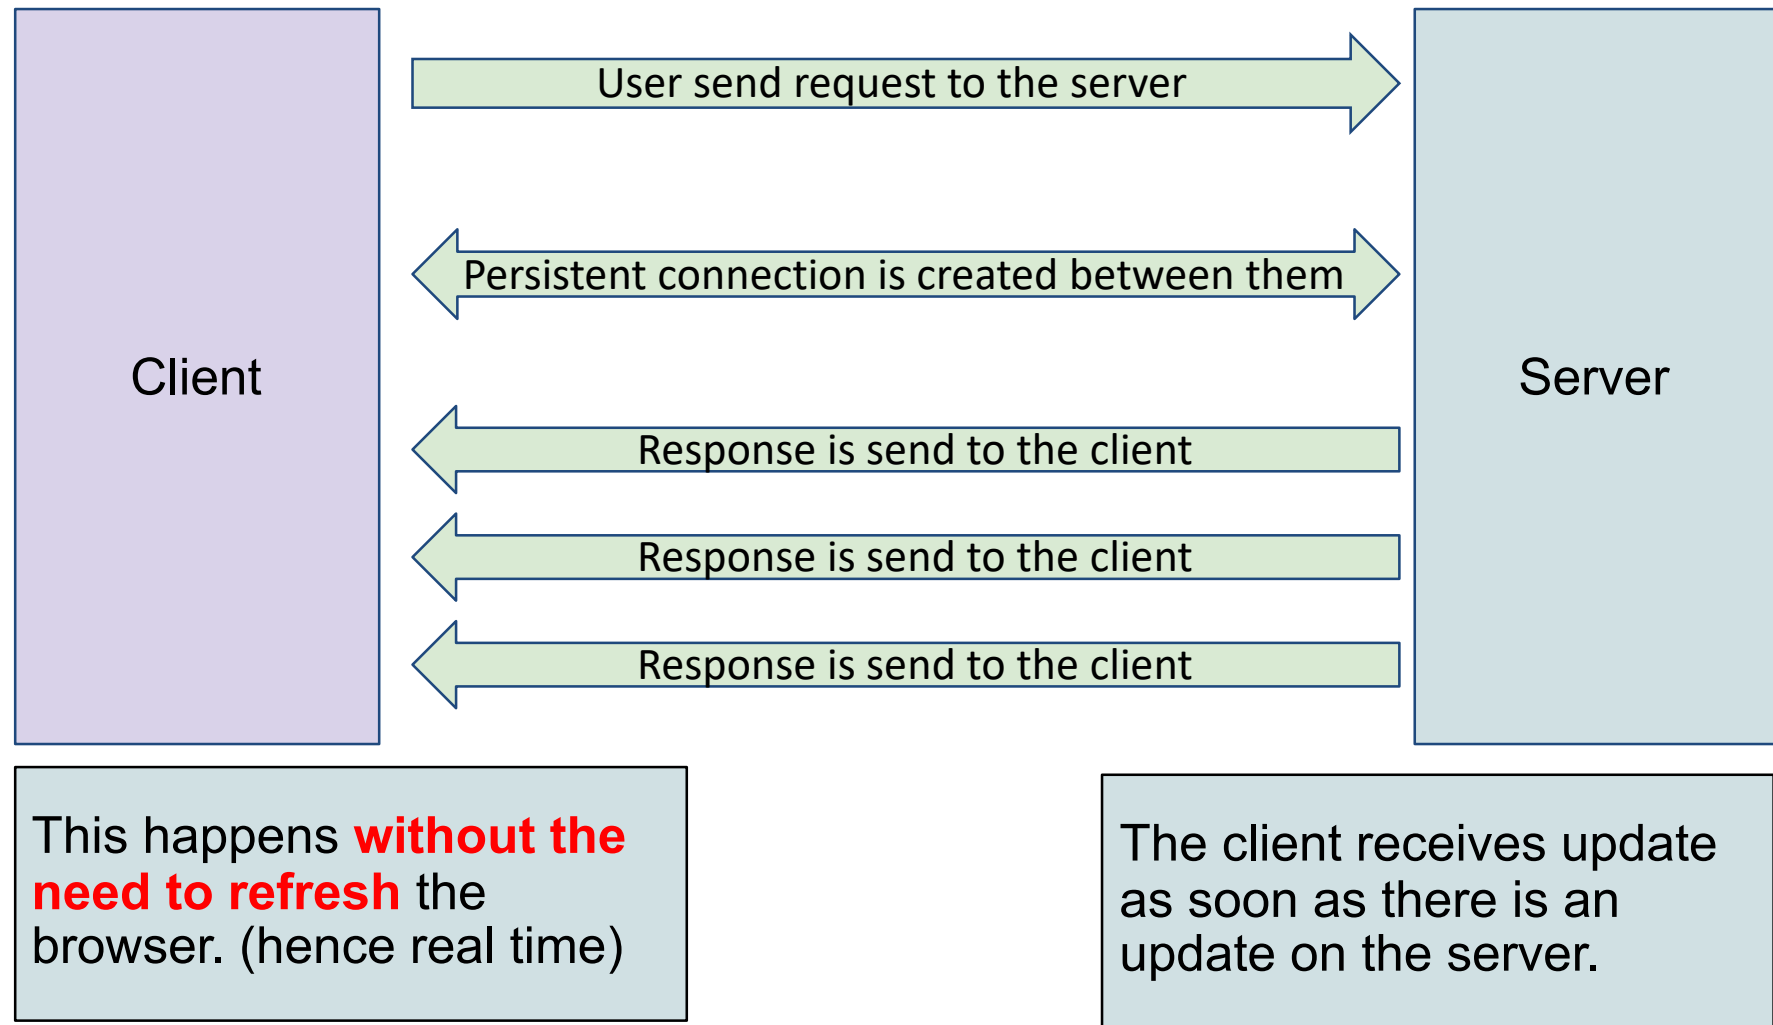 User send request to the server
Persistent connection is created between them
Client
Server
Response is send to the client
Response is send to the client
Response is send to the client
This happens without the
need to refresh the
browser. (hence real time)
The client receives update
as soon as there is an
update on the server.